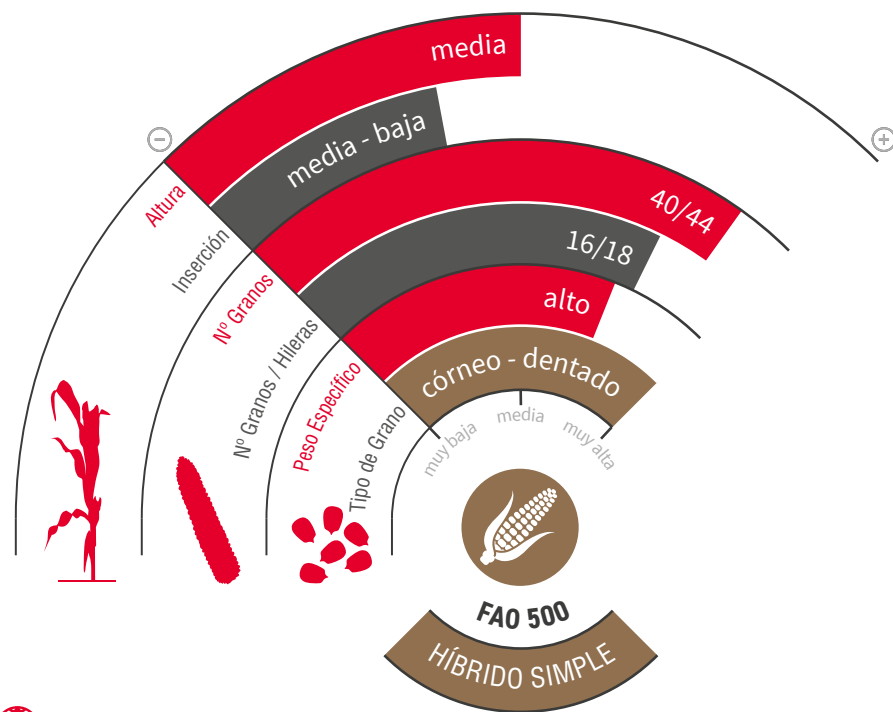 media
media - baja
40/44
16/18
alto
córneo - dentado
Altura
Inserción
Nº Granos
Nº Granos / Hileras
Peso Específico
Tipo de Grano
muy baja
media
muy alta
FAO 500
HÍBRIDO SIMPLE